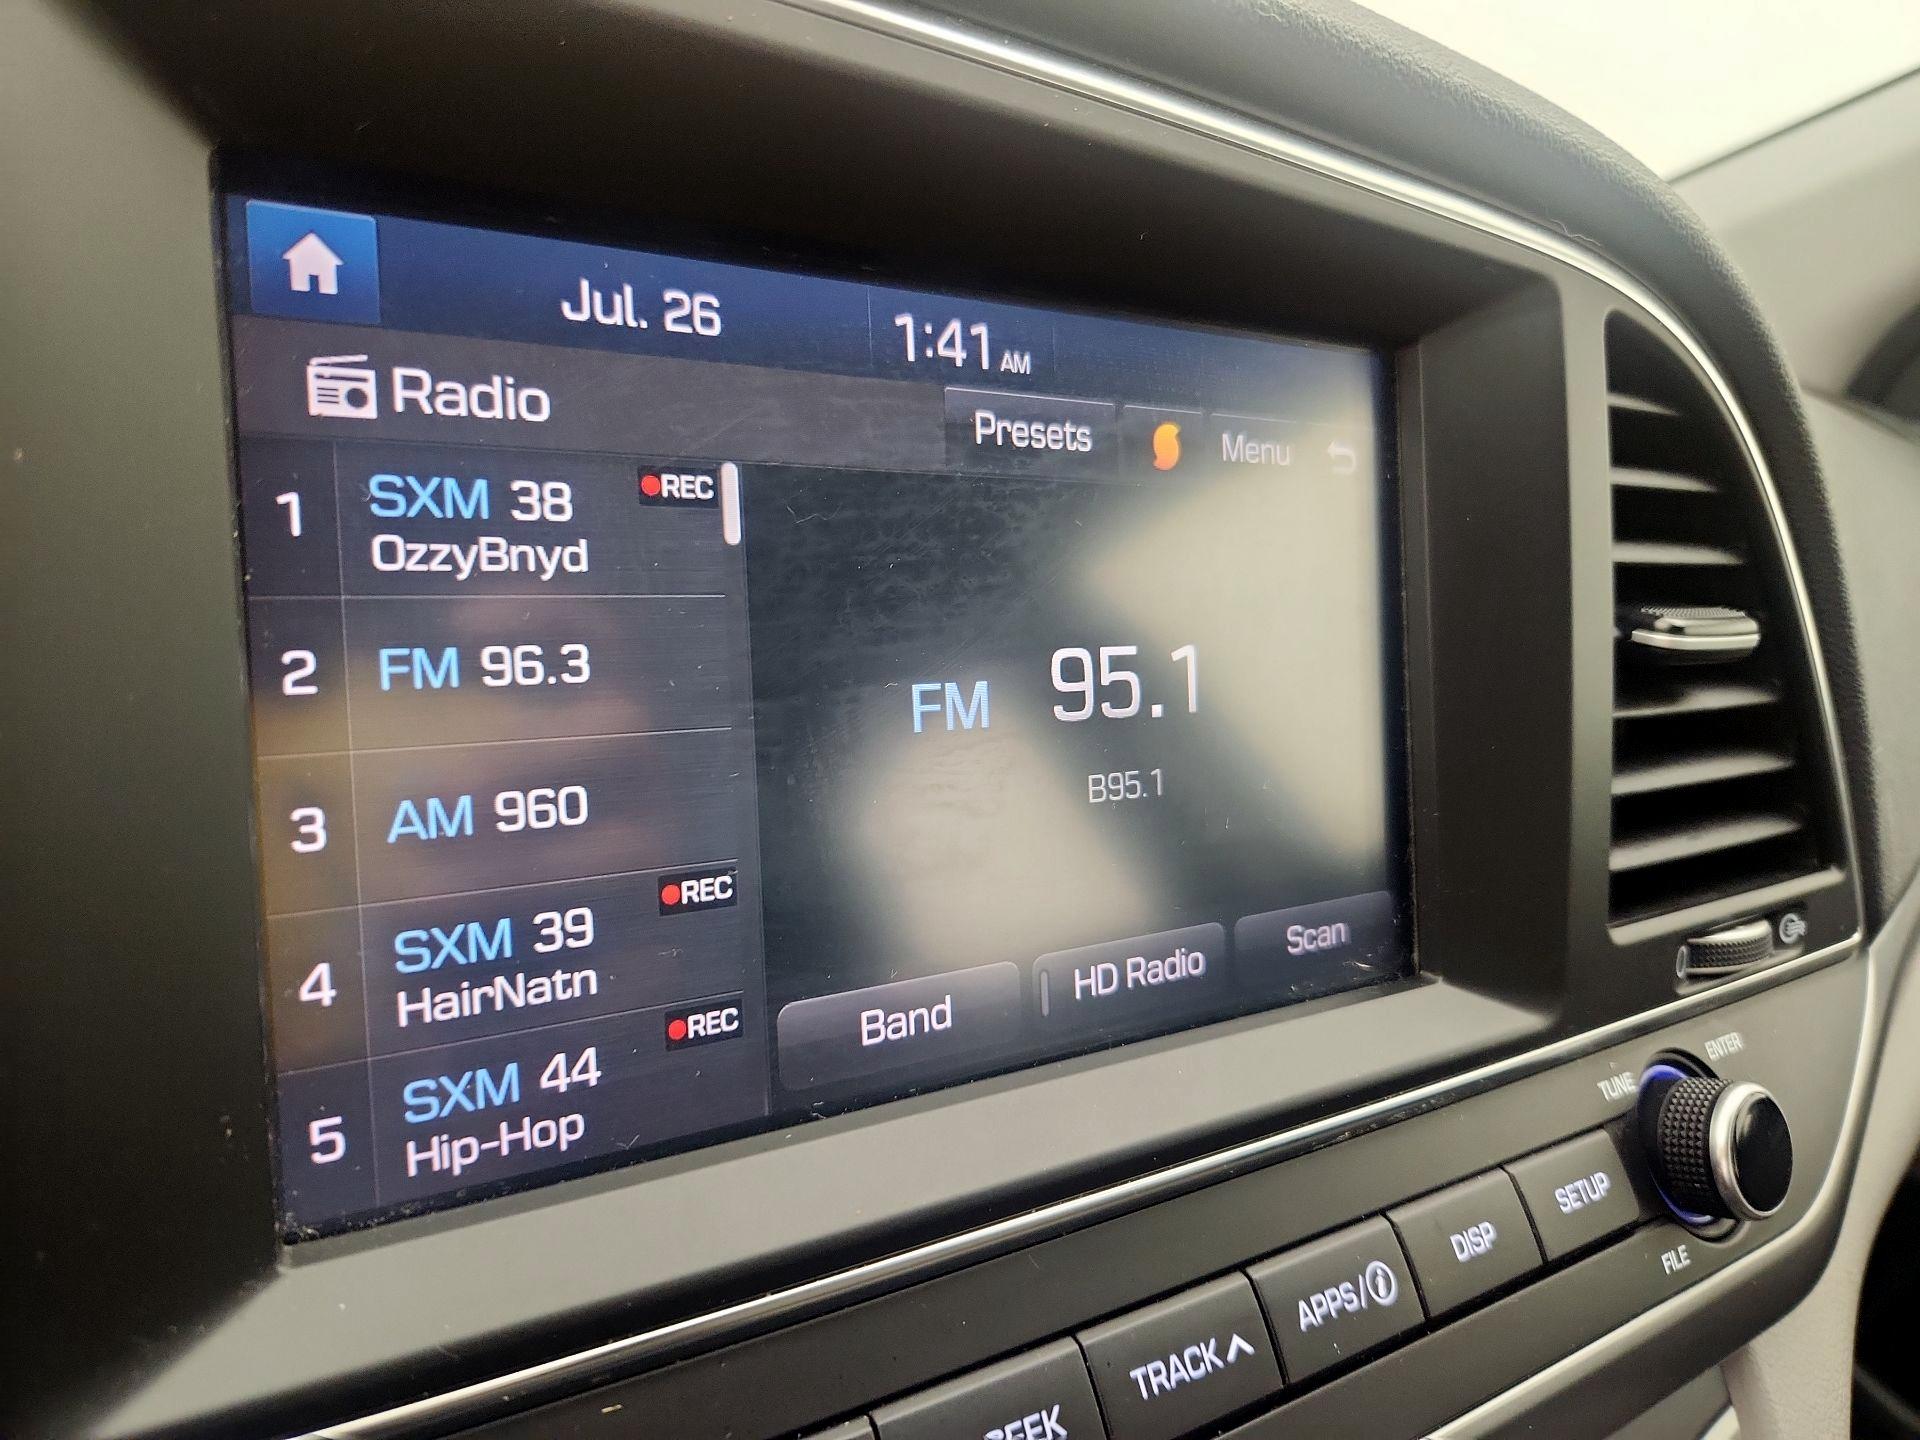 Jul. 26
1:41 AM
Radio
Presets
Menu
1
SXM 38
REC
OzzyBnyd
2
FM 96.3
3
AM 960
4
SXM 39
REC
HairNatn
5
SXM 44
REC
Hip-Hop
FM 95.1
B95.1
Band
HD Radio
Scan
TUNE
ENTER
FILE
TRACK
APPS/i
DISP
SETUP